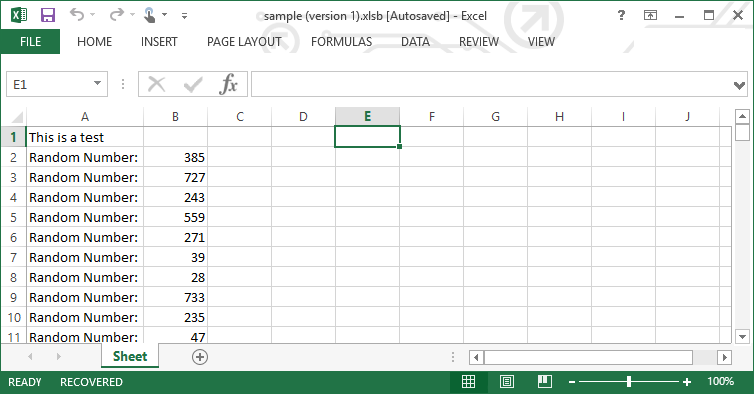 sample (version 1).xlsb [Autosaved] - Excel
FILE HOME INSERT PAGE LAYOUT FORMULAS DATA REVIEW VIEW
E1 fx
A B C D E F G H I J
1 This is a test
2 Random Number: 385
3 Random Number: 727
4 Random Number: 243
5 Random Number: 559
6 Random Number: 271
7 Random Number: 39
8 Random Number: 28
9 Random Number: 733
10 Random Number: 235
11 Random Number: 47
Sheet
READY RECOVERED 100%